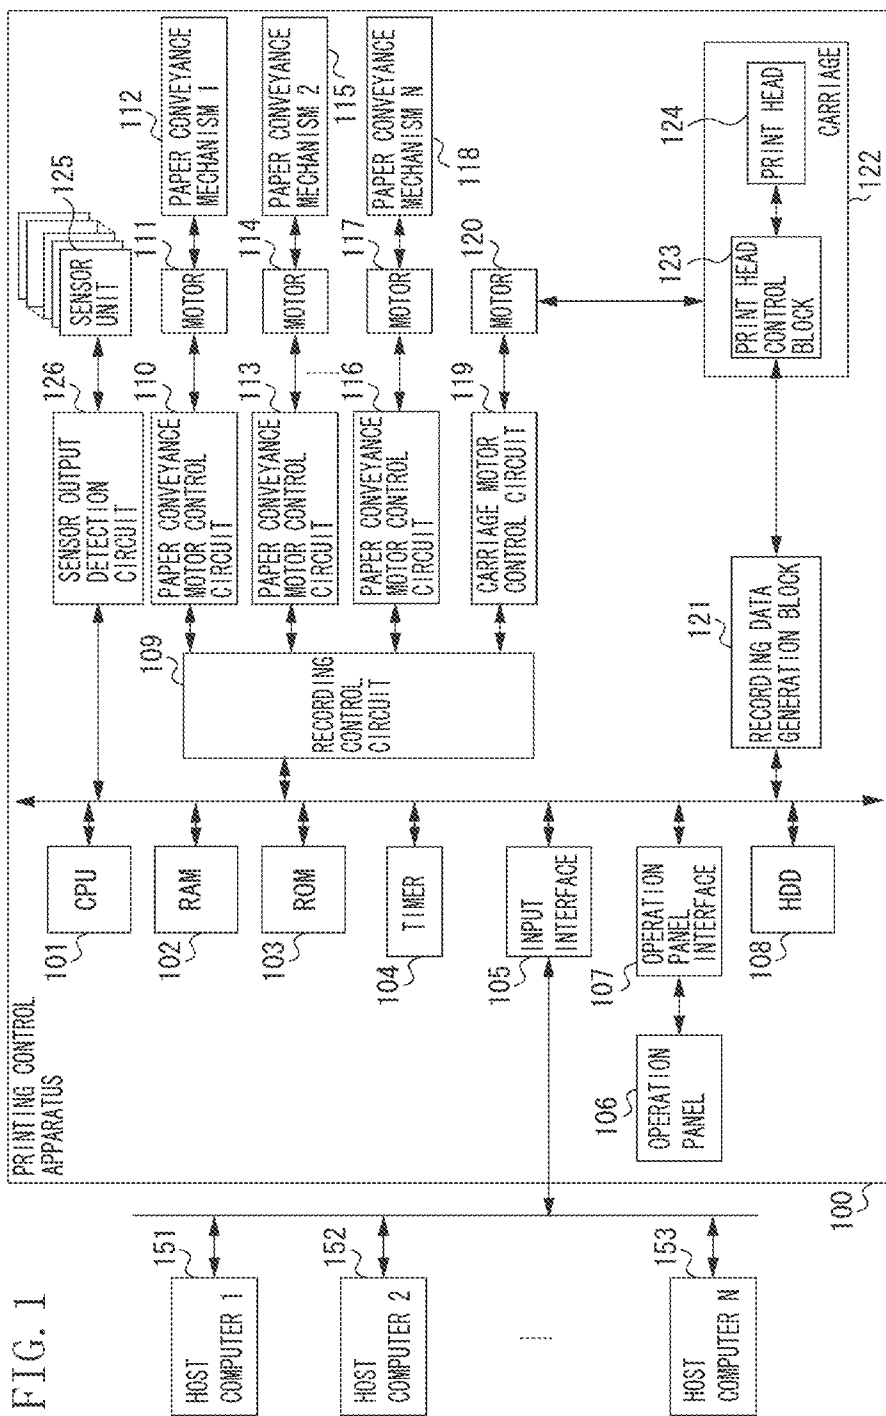 FIG. 1
HOST
COMPUTER 1
151
HOST
COMPUTER 2
152
HOST
COMPUTER N
153
PRINTING CONTROL
APPARATUS
100
OPERATION
PANEL
106
CPU
101
RAM
102
ROM
103
TIMER
104
INPUT
INTERFACE
105
OPERATION
PANEL
INTERFACE
107
HDD
108
RECORDING
CONTROL
CIRCUIT
109
RECORDING DATA
GENERATION BLOCK
121
SENSOR OUTPUT
DETECTION
CIRCUIT
126
PAPER CONVEYANCE
MOTOR CONTROL
CIRCUIT
110
PAPER CONVEYANCE
MOTOR CONTROL
CIRCUIT
113
PAPER CONVEYANCE
MOTOR CONTROL
CIRCUIT
116
CARRIAGE MOTOR
CONTROL CIRCUIT
119
SENSOR
UNIT
125
MOTOR
111
MOTOR
114
MOTOR
117
MOTOR
120
PAPER CONVEYANCE
MECHANISM 1
112
PAPER CONVEYANCE
MECHANISM 2
115
PAPER CONVEYANCE
MECHANISM N
118
PRINT HEAD
CONTROL
BLOCK
123
PRINT HEAD
124
CARRIAGE
122